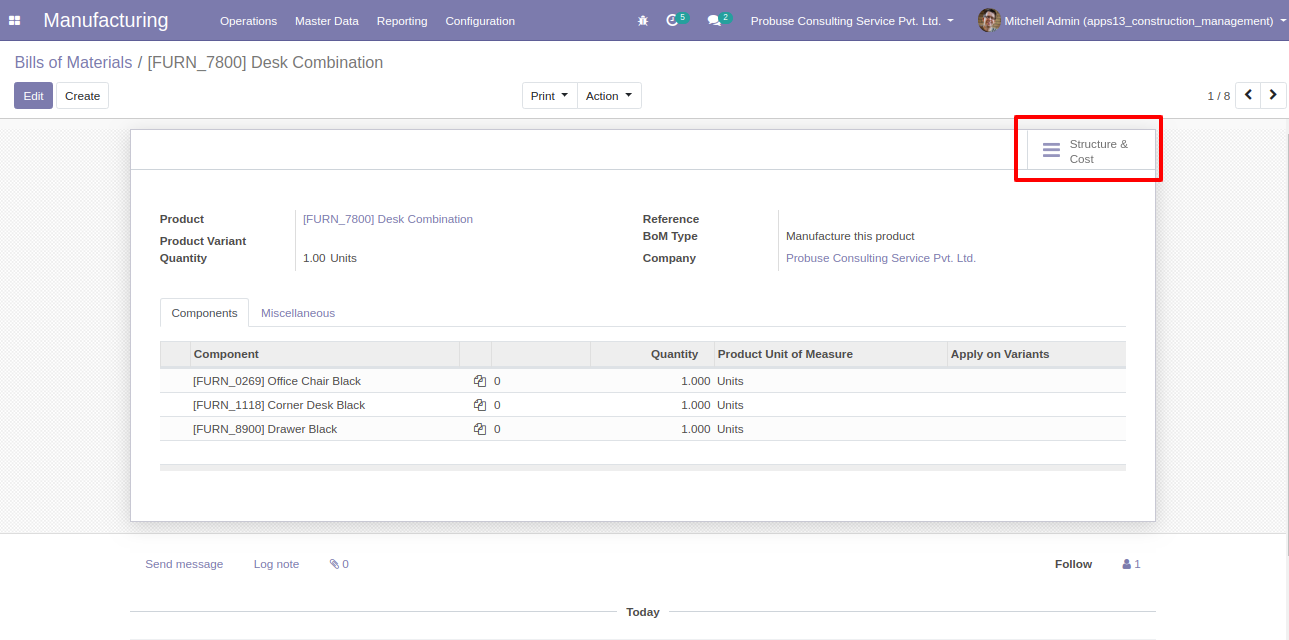 Manufacturing Operations Master Data Reporting Configuration 5 2 Probuse Consulting Service Pvt. Ltd. Mitchell Admin (apps13_construction_management)
Bills of Materials / [FURN_7800] Desk Combination
Edit Create Print Action 1 / 8
Structure &
Cost
Product [FURN_7800] Desk Combination Reference
Product Variant BoM Type Manufacture this product
Quantity 1.00 Units Company Probuse Consulting Service Pvt. Ltd.
Components Miscellaneous
Component Quantity Product Unit of Measure Apply on Variants
[FURN_0269] Office Chair Black 0 1.000 Units
[FURN_1118] Corner Desk Black 0 1.000 Units
[FURN_8900] Drawer Black 0 1.000 Units
Send message Log note 0 Follow 1
Today